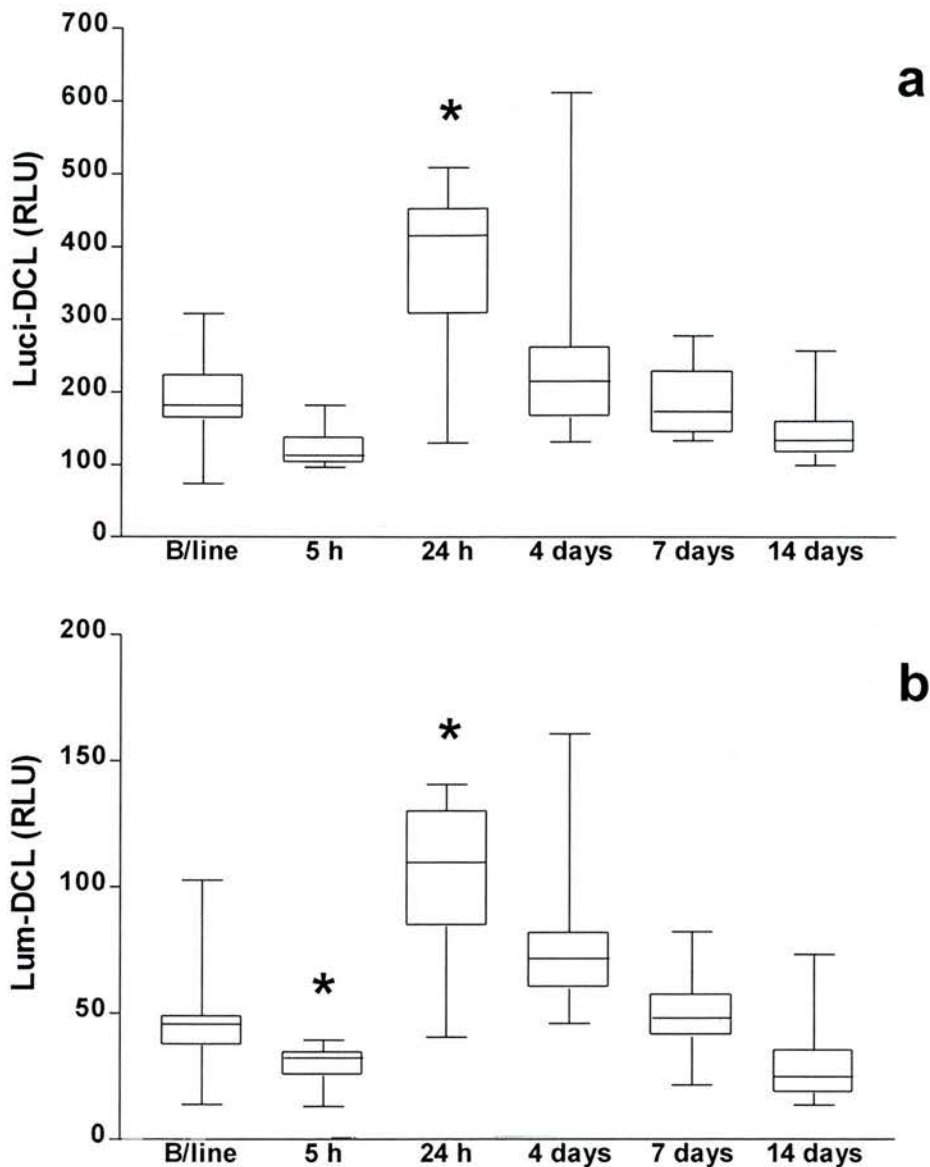 700
a
600
*
500
400
300
200
100
0
Luci-DCL (RLU)
B/line 5 h 24 h 4 days 7 days 14 days
200
b
*
150
100
*
50
0
Lum-DCL (RLU)
B/line 5 h 24 h 4 days 7 days 14 days